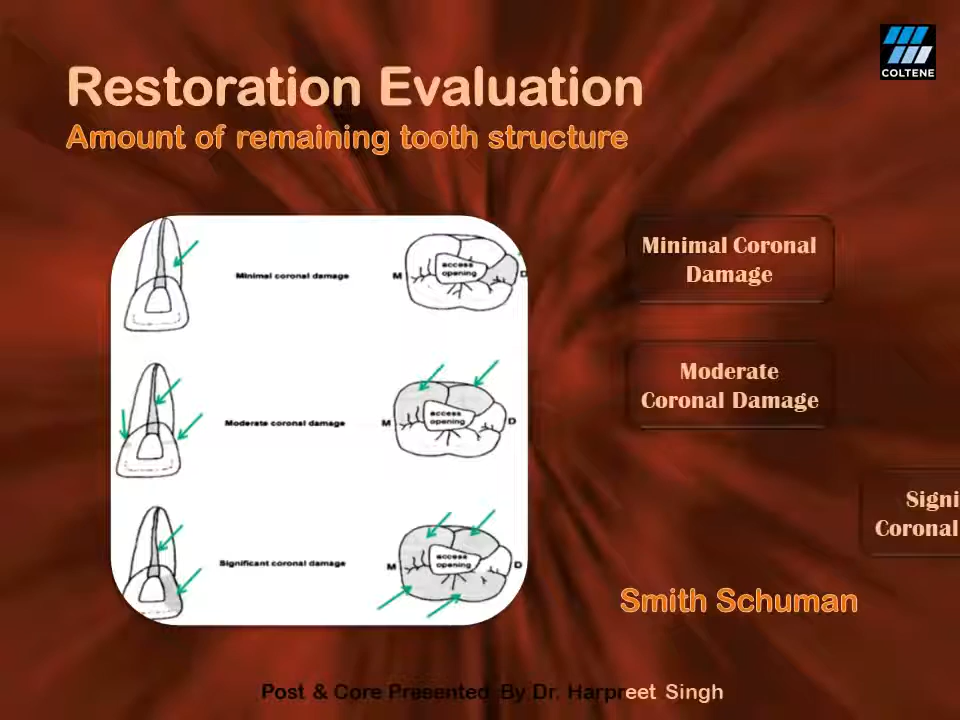 COLTENE
Restoration Evaluation
Amount of remaining tooth structure
Minimal coronal damage
M
access
opening
D
Moderate coronal damage
M
access
opening
D
Significant coronal damage
M
access
opening
D
Minimal Coronal
Damage
Moderate
Coronal Damage
Signi
Coronal
Smith Schuman
Post & Core Presented By Dr. Harpreet Singh